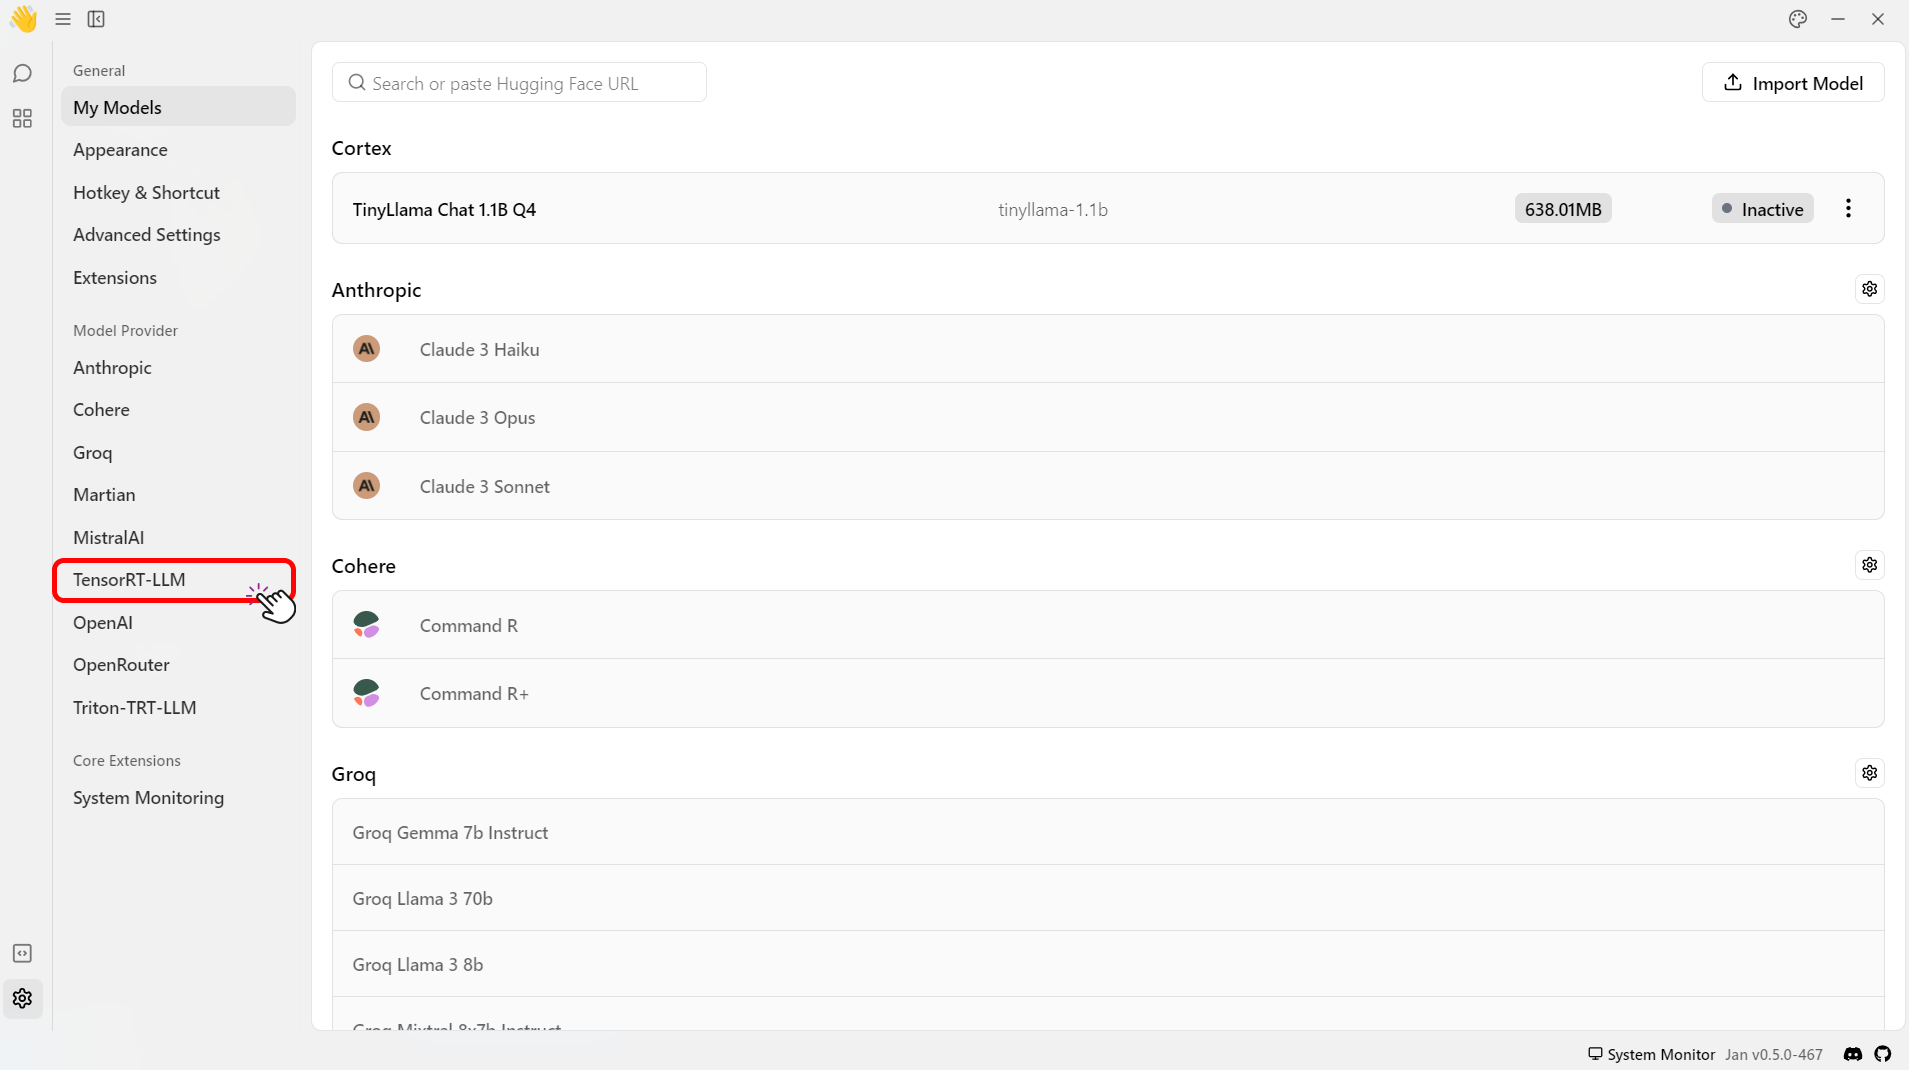 General
My Models
Appearance
Hotkey & Shortcut
Advanced Settings
Extensions
Model Provider
Anthropic
Cohere
Groq
Martian
MistralAI
TensorRT-LLM
OpenAI
OpenRouter
Triton-TRT-LLM
Core Extensions
System Monitoring
Search or paste Hugging Face URL
Import Model
Cortex
TinyLlama Chat 1.1B Q4 tinyllama-1.1b 638.01MB Inactive
Anthropic
Claude 3 Haiku
Claude 3 Opus
Claude 3 Sonnet
Cohere
Command R
Command R+
Groq
Groq Gemma 7b Instruct
Groq Llama 3 70b
Groq Llama 3 8b
Groq Mixtral 8x7b Instruct
System Monitor Jan v0.5.0-467